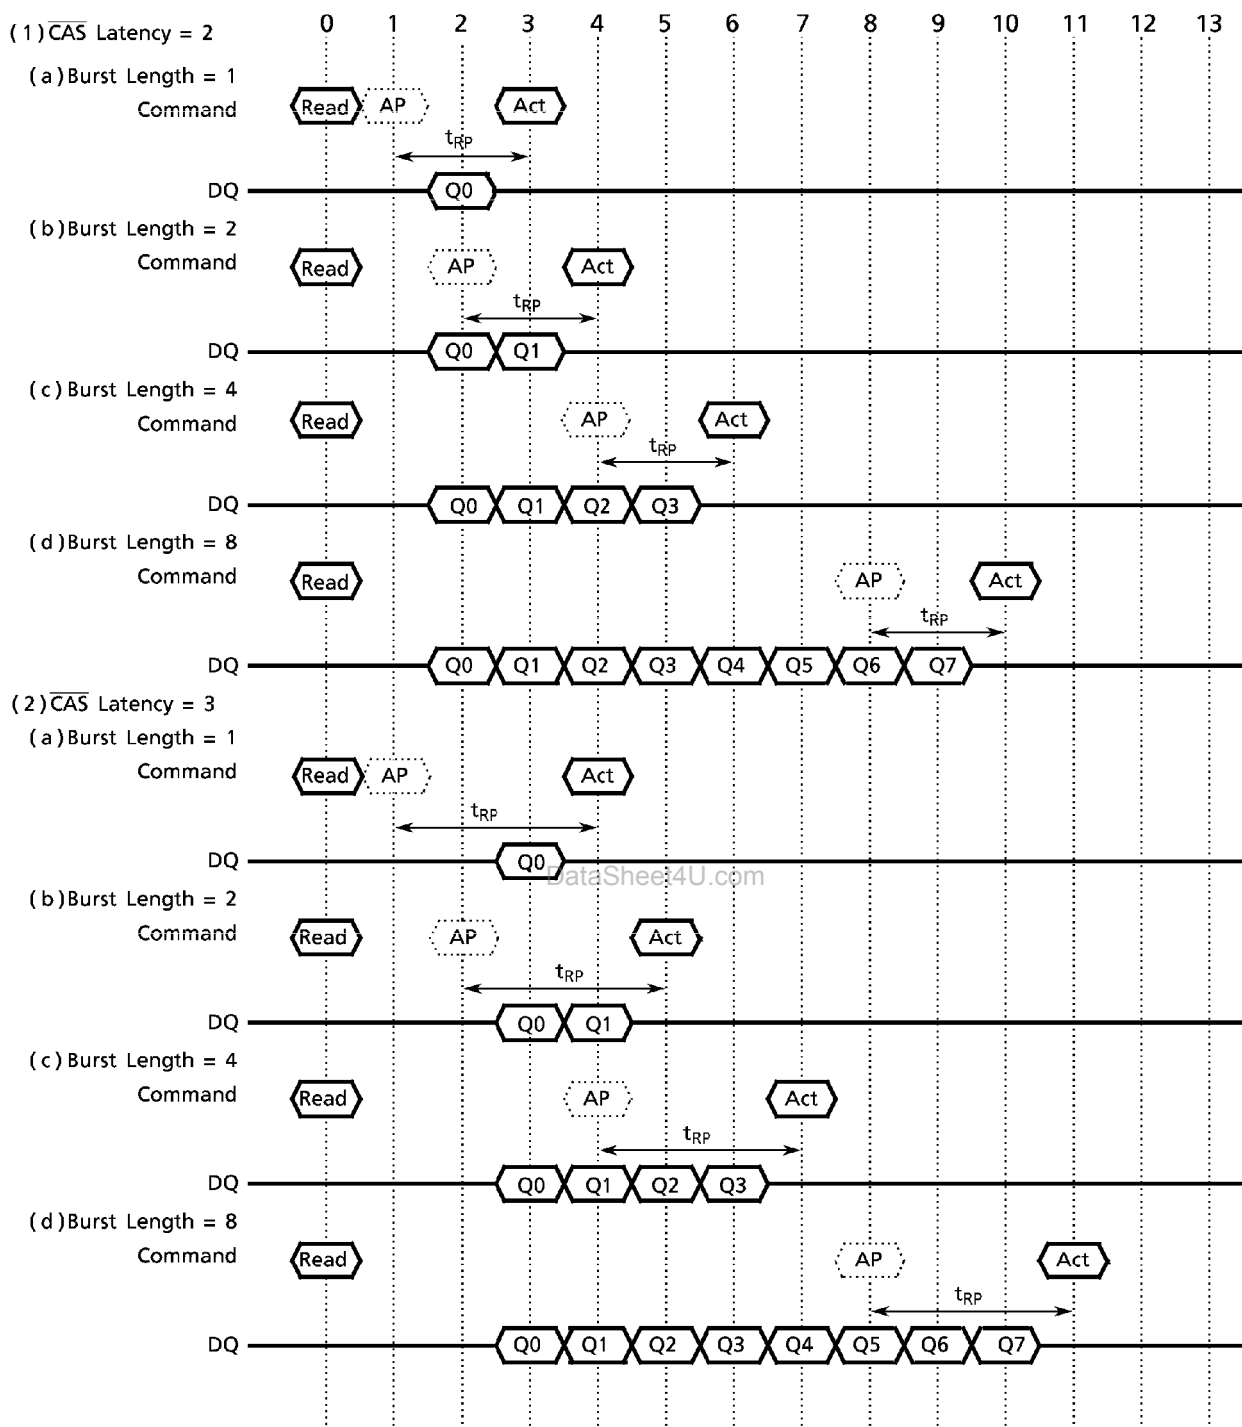 0 1 2 3 4 5 6 7 8 9 10 11 12 13
(1) CAS Latency = 2
(a) Burst Length = 1
Command Read AP Act
tRP
DQ Q0
(b) Burst Length = 2
Command Read AP Act
tRP
DQ Q0 Q1
(c) Burst Length = 4
Command Read AP Act
tRP
DQ Q0 Q1 Q2 Q3
(d) Burst Length = 8
Command Read AP Act
tRP
DQ Q0 Q1 Q2 Q3 Q4 Q5 Q6 Q7
(2) CAS Latency = 3
(a) Burst Length = 1
Command Read AP Act
tRP
DQ Q0
DataSheet4U.com
(b) Burst Length = 2
Command Read AP Act
tRP
DQ Q0 Q1
(c) Burst Length = 4
Command Read AP Act
tRP
DQ Q0 Q1 Q2 Q3
(d) Burst Length = 8
Command Read AP Act
tRP
DQ Q0 Q1 Q2 Q3 Q4 Q5 Q6 Q7